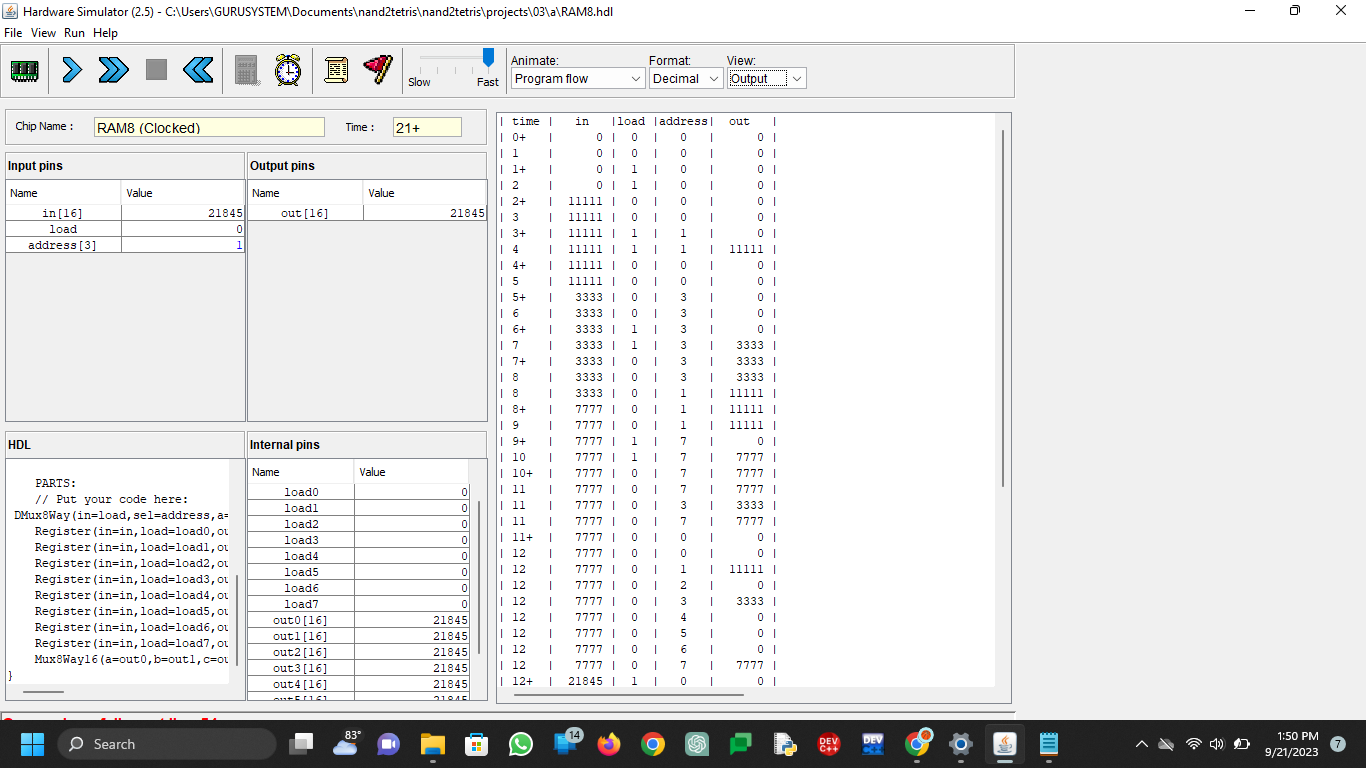 Hardware Simulator (2.5) - C:\Users\GURUSYSTEM\Documents\nand2tetris\nand2tetris\projects\03\a\RAM8.hdl
File View Run Help
Slow Fast
Animate: Format: View:
Program flow Decimal Output
Chip Name : RAM8 (Clocked) Time : 21+
Input pins
Name Value
in[16] 21845
load 0
address[3] 1
Output pins
Name Value
out[16] 21845
HDL
PARTS:
// Put your code here:
DMux8Way(in=load,sel=address,a=
Register(in=in,load=load0,ou
Register(in=in,load=load1,ou
Register(in=in,load=load2,ou
Register(in=in,load=load3,ou
Register(in=in,load=load4,ou
Register(in=in,load=load5,ou
Register(in=in,load=load6,ou
Register(in=in,load=load7,ou
Mux8Way16(a=out0,b=out1,c=ou
}
Internal pins
Name Value
load0 0
load1 0
load2 0
load3 0
load4 0
load5 0
load6 0
load7 0
out0[16] 21845
out1[16] 21845
out2[16] 21845
out3[16] 21845
out4[16] 21845
| time | in |load |address| out |
| 0+ | 0 | 0 | 0 | 0 |
| 1 | 0 | 0 | 0 | 0 |
| 1+ | 0 | 1 | 0 | 0 |
| 2 | 0 | 1 | 0 | 0 |
| 2+ | 11111 | 0 | 0 | 0 |
| 3 | 11111 | 0 | 0 | 0 |
| 3+ | 11111 | 1 | 1 | 0 |
| 4 | 11111 | 1 | 1 | 11111 |
| 4+ | 11111 | 0 | 0 | 0 |
| 5 | 11111 | 0 | 0 | 0 |
| 5+ | 3333 | 0 | 3 | 0 |
| 6 | 3333 | 0 | 3 | 0 |
| 6+ | 3333 | 1 | 3 | 0 |
| 7 | 3333 | 1 | 3 | 3333 |
| 7+ | 3333 | 0 | 3 | 3333 |
| 8 | 3333 | 0 | 3 | 3333 |
| 8 | 3333 | 0 | 1 | 11111 |
| 8+ | 7777 | 0 | 1 | 11111 |
| 9 | 7777 | 0 | 1 | 11111 |
| 9+ | 7777 | 1 | 7 | 0 |
| 10 | 7777 | 1 | 7 | 7777 |
| 10+ | 7777 | 0 | 7 | 7777 |
| 11 | 7777 | 0 | 7 | 7777 |
| 11 | 7777 | 0 | 3 | 3333 |
| 11 | 7777 | 0 | 7 | 7777 |
| 11+ | 7777 | 0 | 0 | 0 |
| 12 | 7777 | 0 | 0 | 0 |
| 12 | 7777 | 0 | 1 | 11111 |
| 12 | 7777 | 0 | 2 | 0 |
| 12 | 7777 | 0 | 3 | 3333 |
| 12 | 7777 | 0 | 4 | 0 |
| 12 | 7777 | 0 | 5 | 0 |
| 12 | 7777 | 0 | 6 | 0 |
| 12 | 7777 | 0 | 7 | 7777 |
| 12+ | 21845 | 1 | 0 | 0 |
Search
83°
14
DEV C++
DEV
1:50 PM
9/21/2023
7